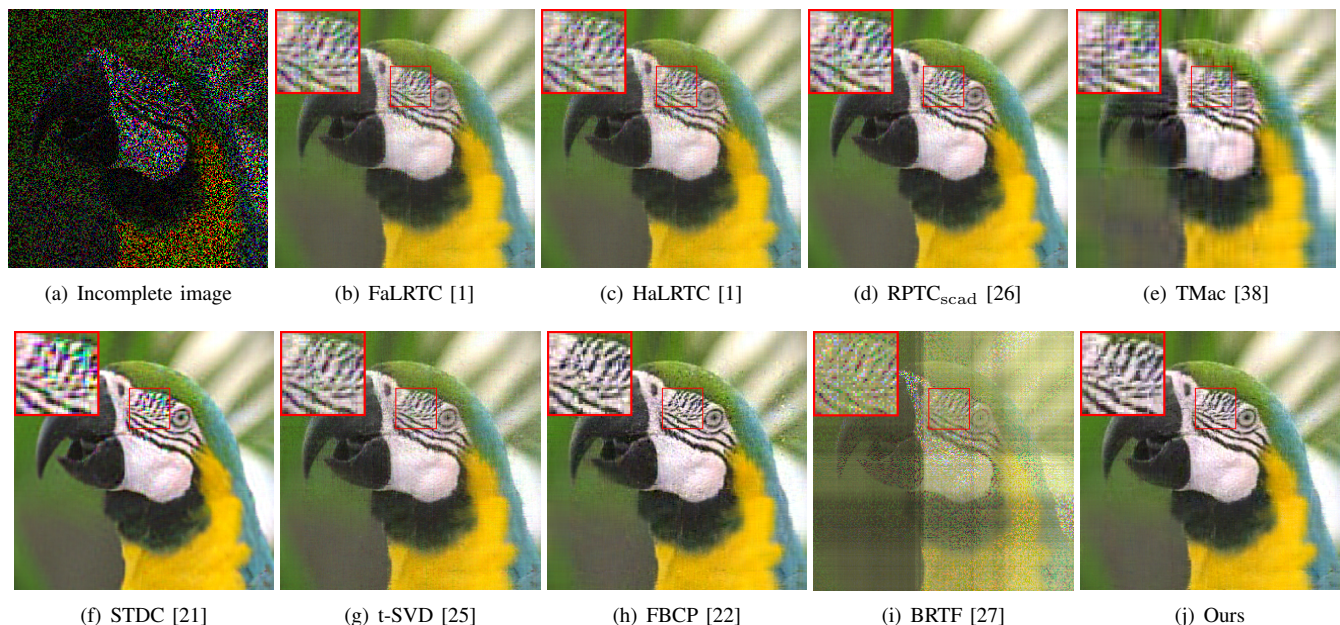 (a) Incomplete image
(b) FaLRTC [1]
(c) HaLRTC [1]
(d) RPTCscad [26]
(e) TMac [38]
(f) STDC [21]
(g) t-SVD [25]
(h) FBCP [22]
(i) BRTF [27]
(j) Ours